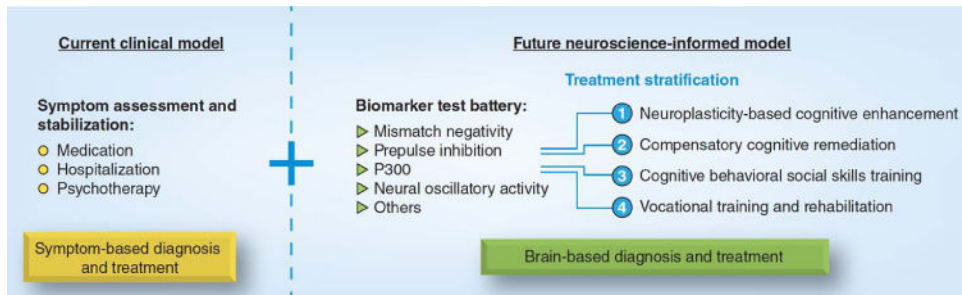 Current clinical model
Symptom assessment and
stabilization:
Medication
Hospitalization
Psychotherapy
Symptom-based diagnosis
and treatment
+
Future neuroscience-informed model
Treatment stratification
Biomarker test battery:
Mismatch negativity
Prepulse inhibition
P300
Neural oscillatory activity
Others
1 Neuroplasticity-based cognitive enhancement
2 Compensatory cognitive remediation
3 Cognitive behavioral social skills training
4 Vocational training and rehabilitation
Brain-based diagnosis and treatment